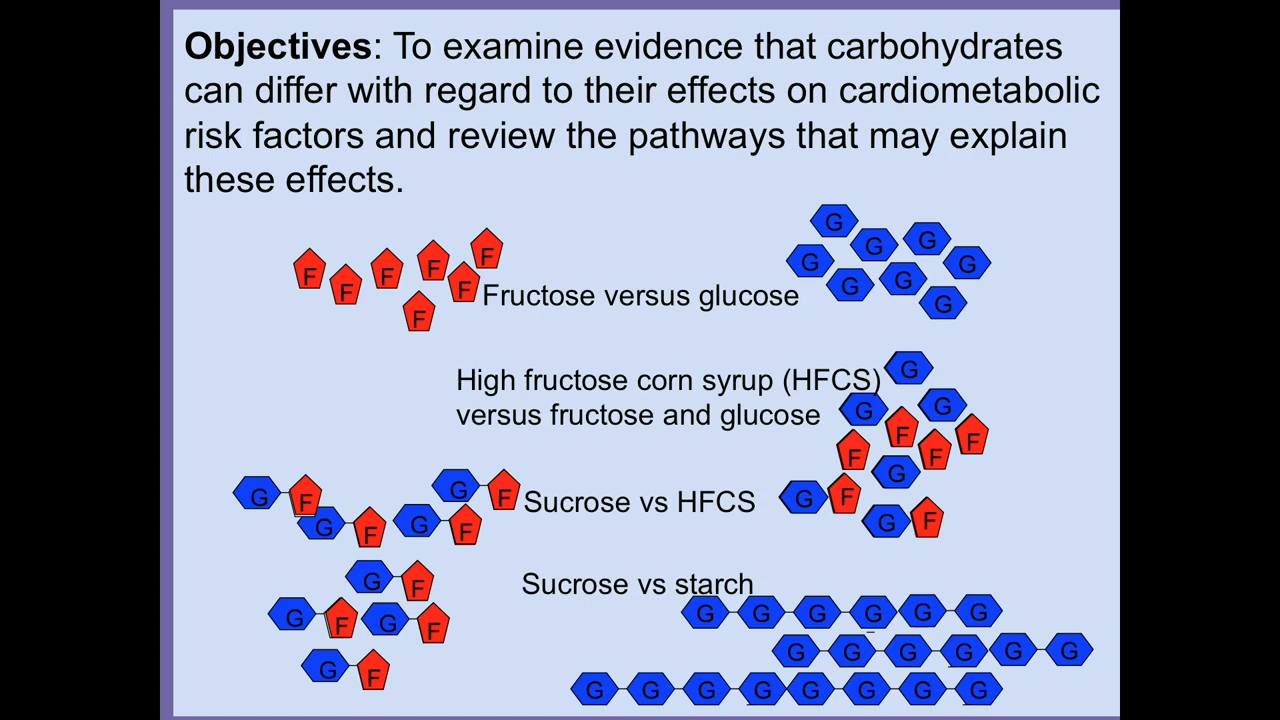 Objectives: To examine evidence that carbohydrates
can differ with regard to their effects on cardiometabolic
risk factors and review the pathways that may explain
these effects.
F F F F F F F
Fructose versus glucose
G G G G G G G G
High fructose corn syrup (HFCS)
versus fructose and glucose
G G G F F F F G G F G F
G F G F G F G F
Sucrose vs HFCS
Sucrose vs starch
G F G F G F G F
G G G G G G
G G G G G G
G G G G G G G G